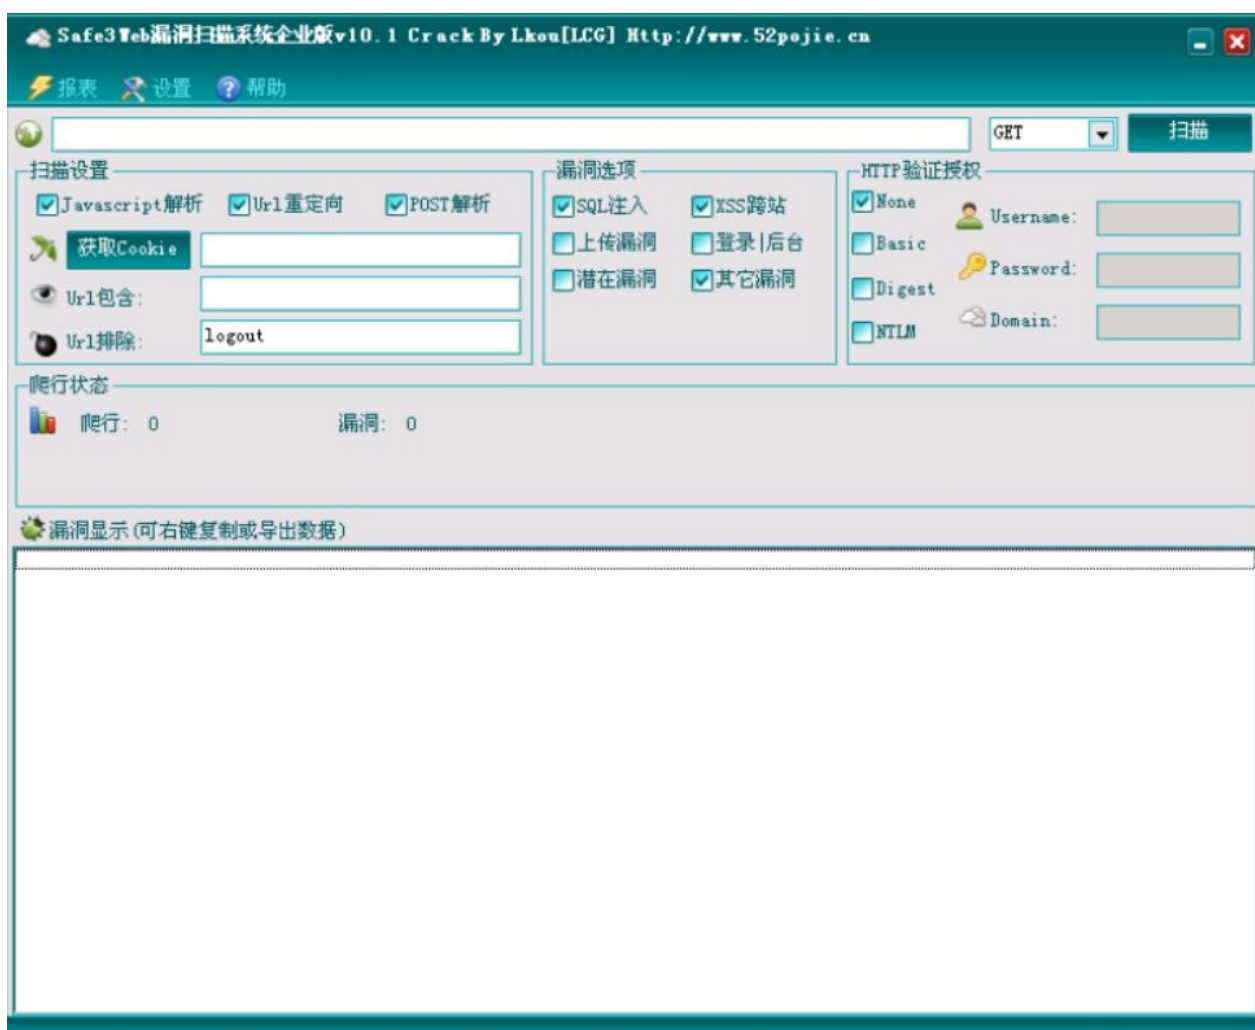 Safe3Web漏洞扫描系统企业版v10.1 Crack By Lkou[LCG] Http://www.52pojie.cn
报表 设置 帮助
GET 扫描
扫描设置
Javascript解析 Url重定向 POST解析
获取Cookie
Url包含:
Url排除: logout
漏洞选项
SQL注入 XSS跨站
上传漏洞 登录|后台
潜在漏洞 其它漏洞
HTTP验证授权
None Username:
Basic
Password:
Digest
Domain:
NTLM
爬行状态
爬行: 0 漏洞: 0
漏洞显示(可右键复制或导出数据)